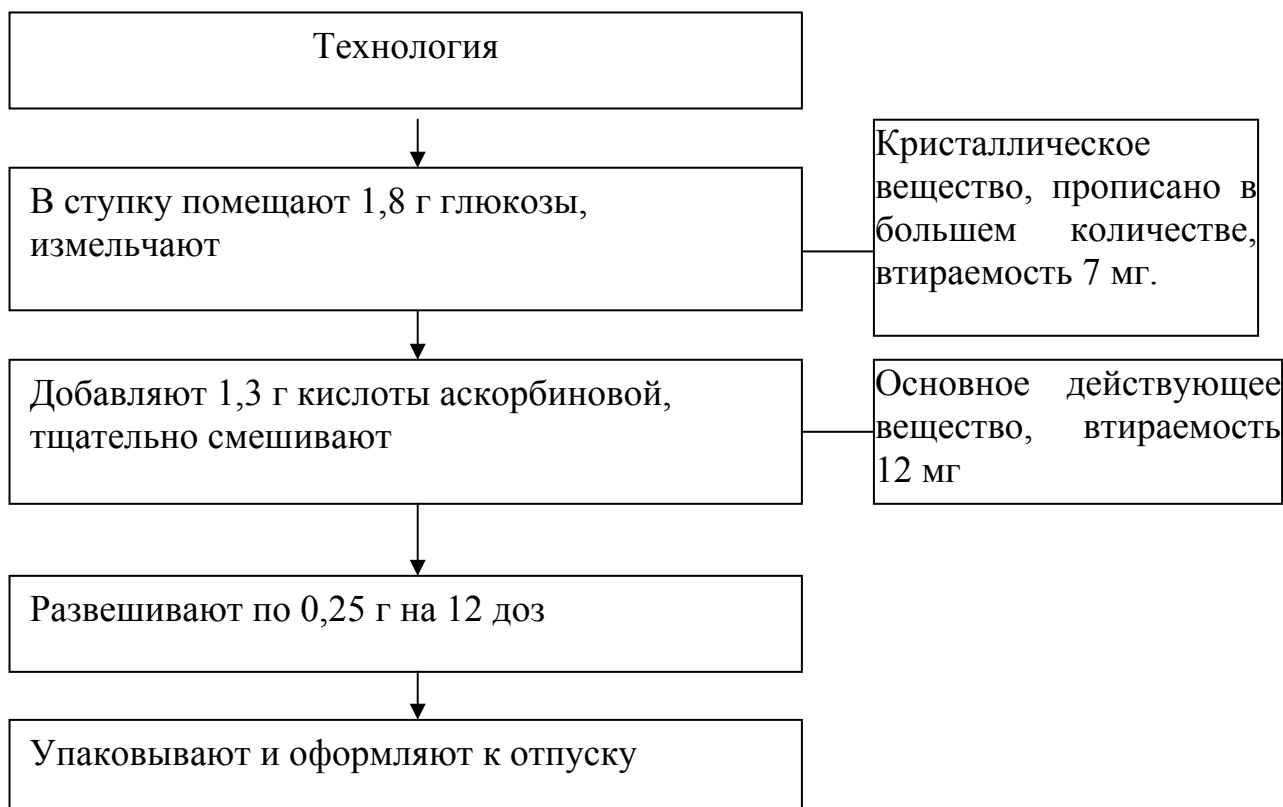 Технология
В ступку помещают 1,8 г глюкозы,
измельчают
Кристаллическое
вещество, прописано в
большем количестве,
втираемость 7 мг.
Добавляют 1,3 г кислоты аскорбиновой,
тщательно смешивают
Основное действующее
вещество, втираемость
12 мг
Развешивают по 0,25 г на 12 доз
Упаковывают и оформляют к отпуску